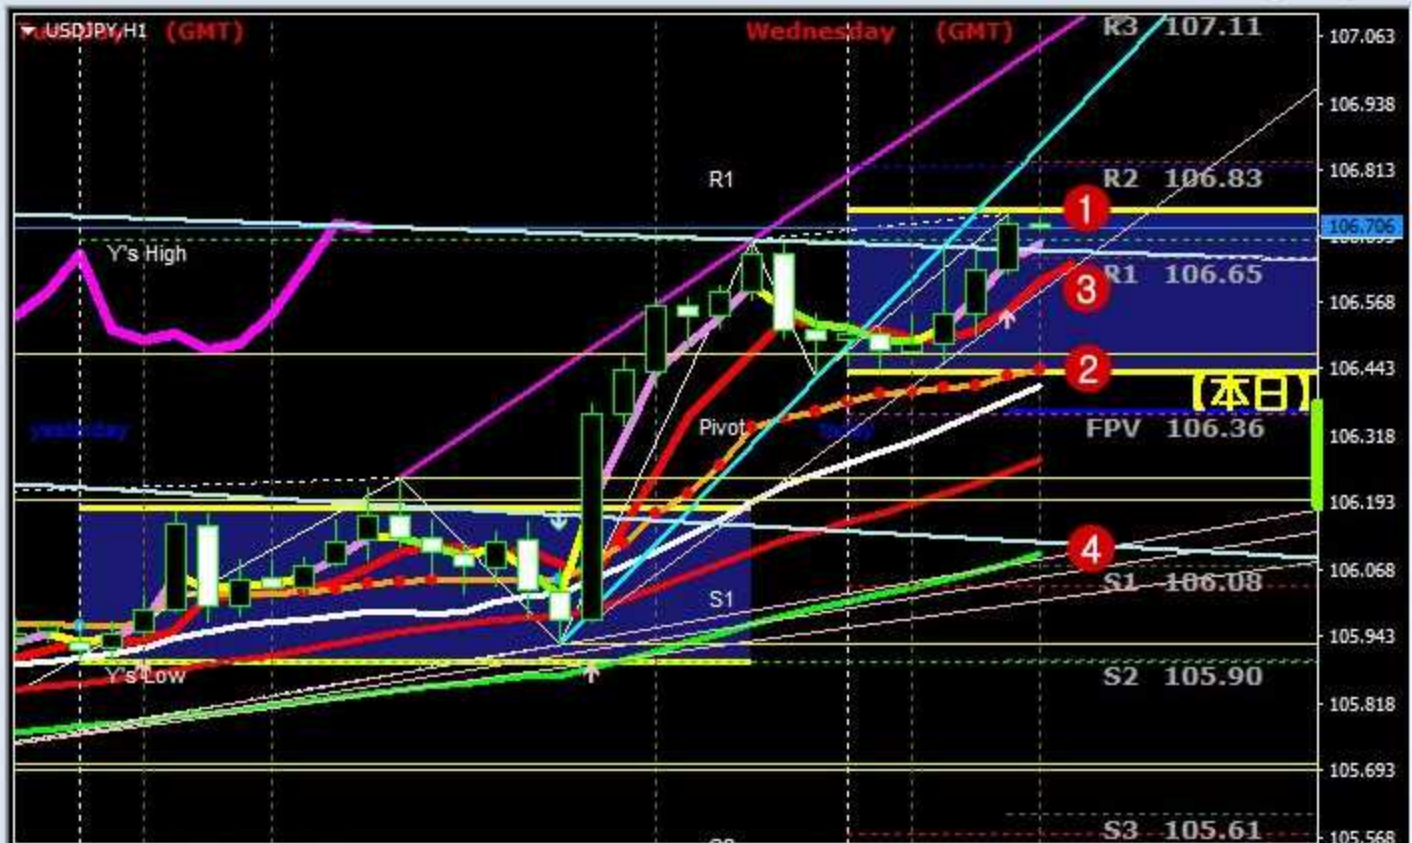 USDJPY,H1
Tuesday (GMT)
Wednesday (GMT)
R3 107.11
107.063
106.938
106.813
R1
R2 106.83
1
106.706
Y's High
R1 106.65
3
106.568
106.443
2
【本日】
yesterday
Pivot
today
FPV 106.36
106.318
106.193
4
106.068
S1 106.08
S1
105.943
Y's Low
S2 105.90
105.818
105.693
S3 105.61
105.568